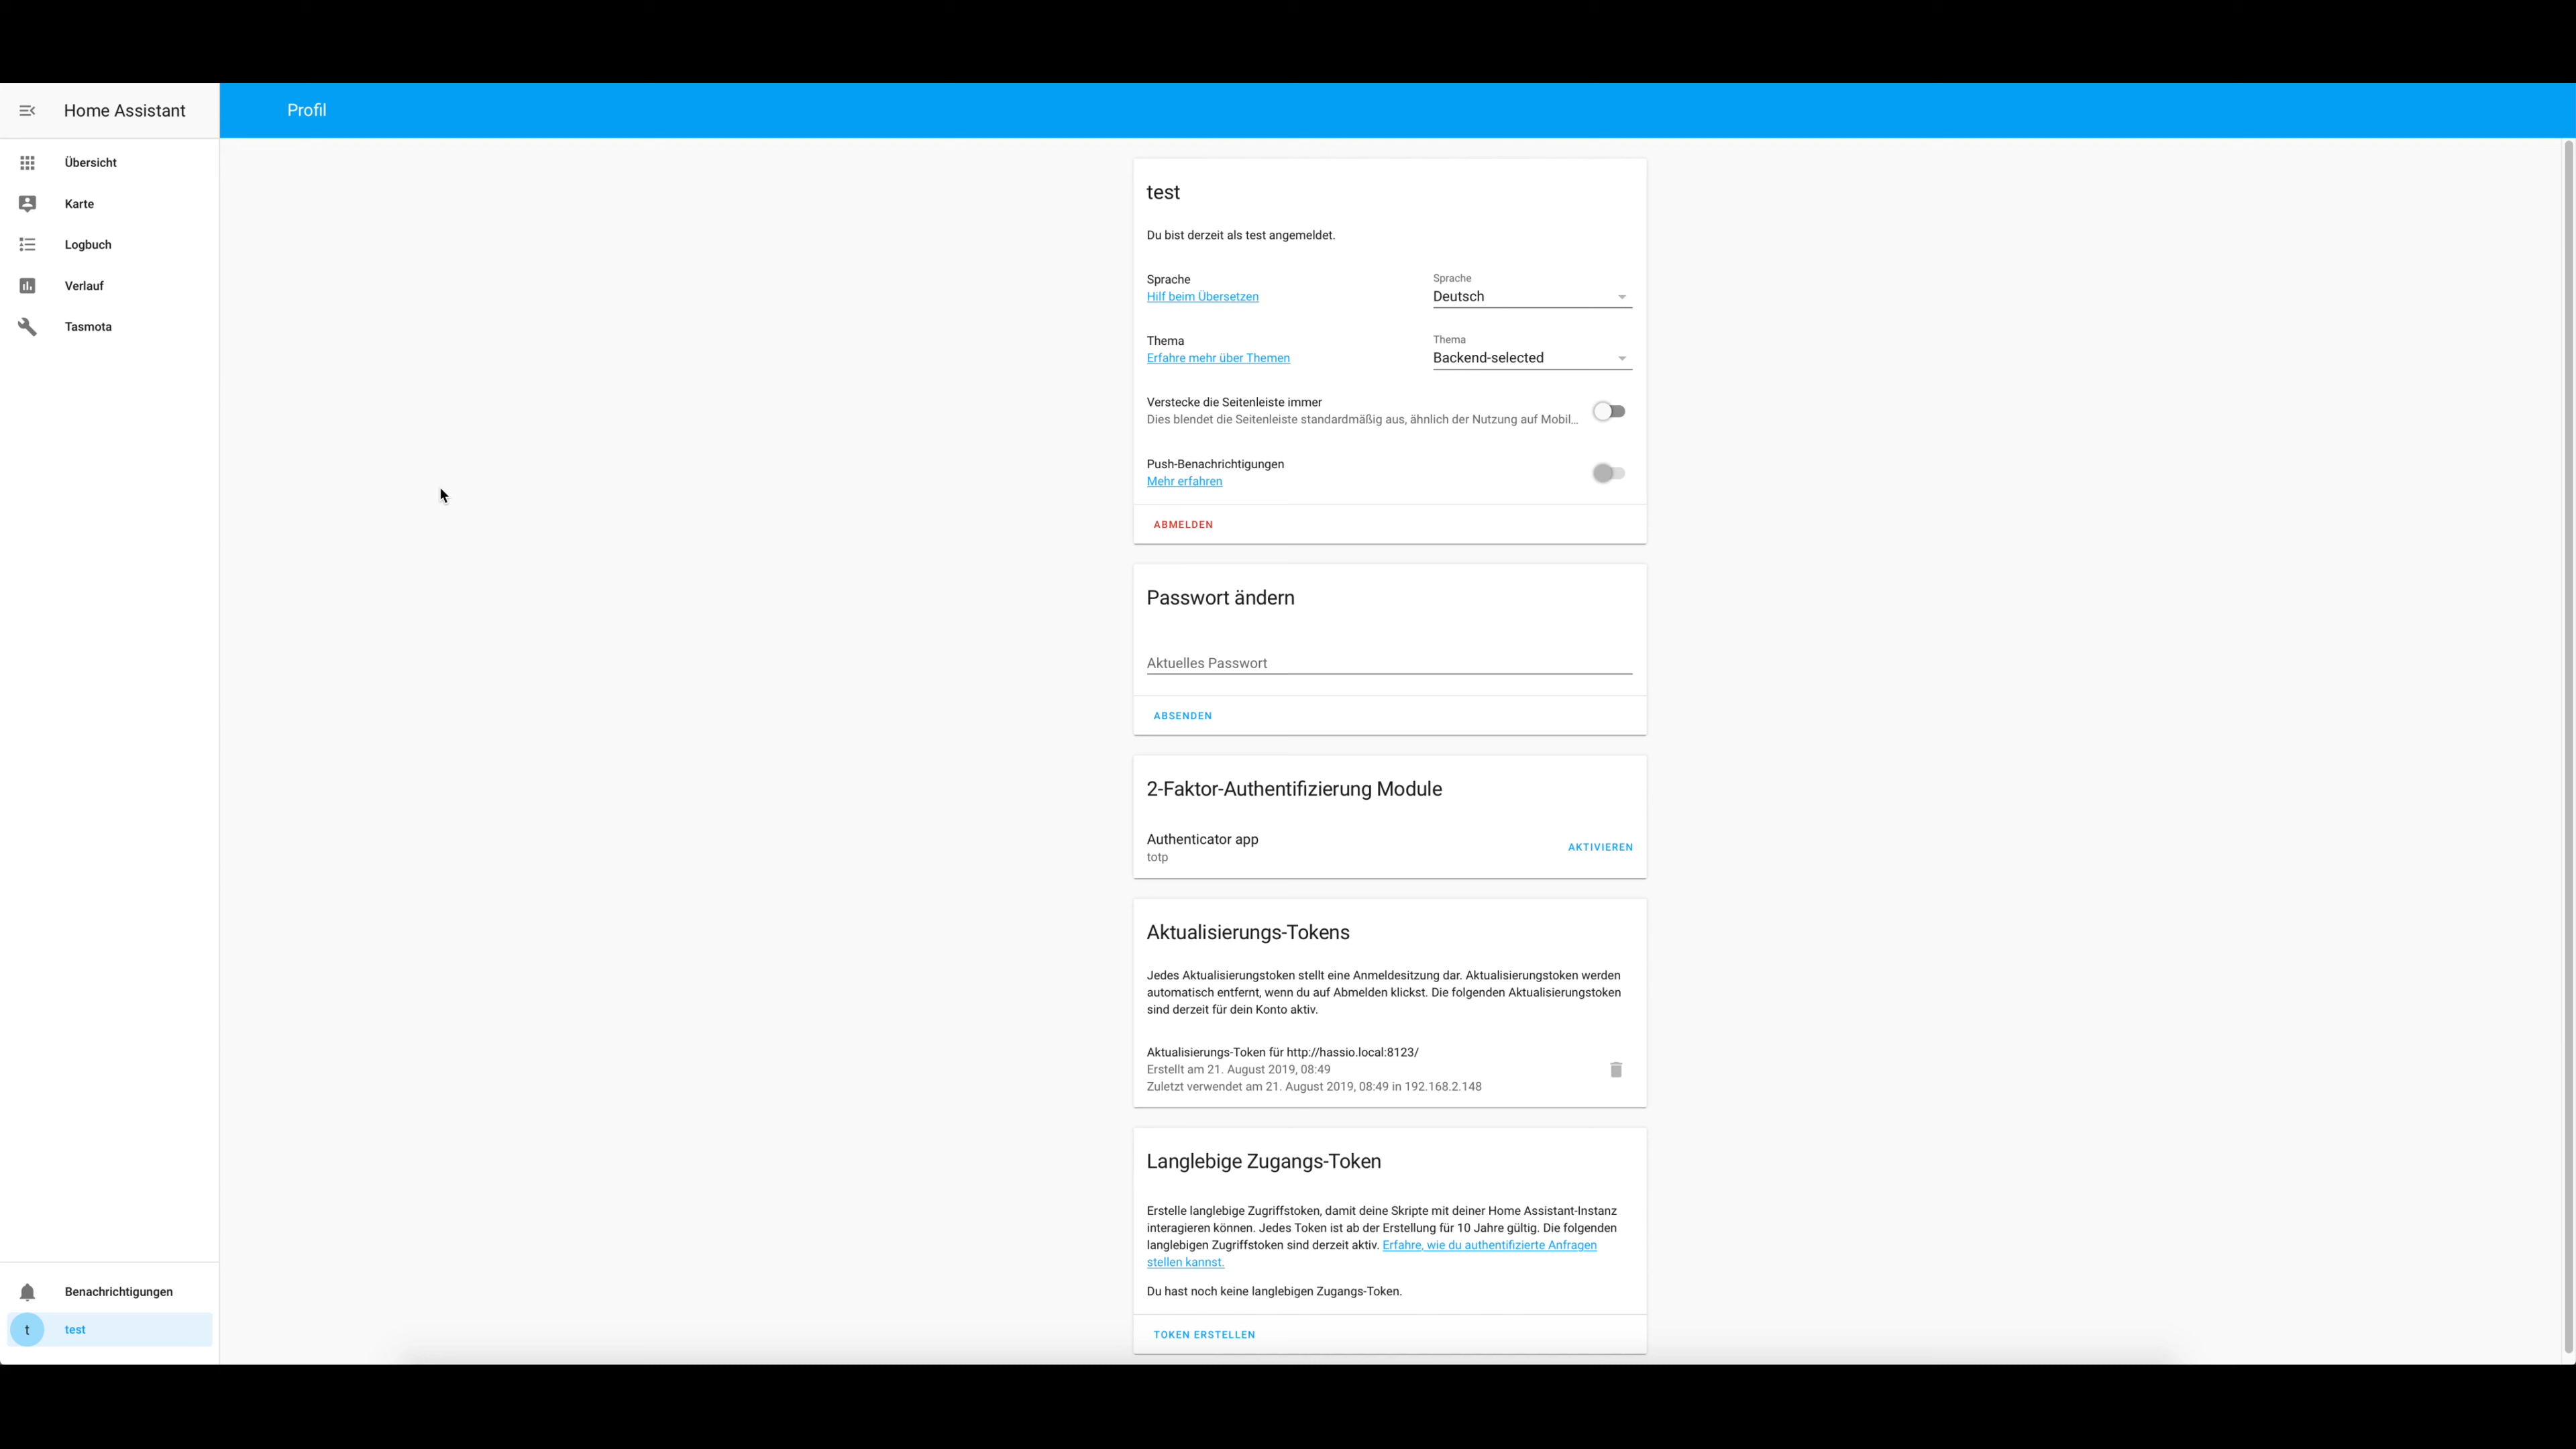 Home Assistant
Profil
Übersicht
Karte
Logbuch
Verlauf
Tasmota
Benachrichtigungen
t
test
test
Du bist derzeit als test angemeldet.
Sprache
Hilf beim Übersetzen
Sprache
Deutsch
Thema
Erfahre mehr über Themen
Thema
Backend-selected
Verstecke die Seitenleiste immer
Dies blendet die Seitenleiste standardmäßig aus, ähnlich der Nutzung auf Mobil...
Push-Benachrichtigungen
Mehr erfahren
ABMELDEN
Passwort ändern
Aktuelles Passwort
ABSENDEN
2-Faktor-Authentifizierung Module
Authenticator app
totp
AKTIVIEREN
Aktualisierungs-Tokens
Jedes Aktualisierungstoken stellt eine Anmeldesitzung dar. Aktualisierungstoken werden
automatisch entfernt, wenn du auf Abmelden klickst. Die folgenden Aktualisierungstoken
sind derzeit für dein Konto aktiv.
Aktualisierungs-Token für http://hassio.local:8123/
Erstellt am 21. August 2019, 08:49
Zuletzt verwendet am 21. August 2019, 08:49 in 192.168.2.148
Langlebige Zugangs-Token
Erstelle langlebige Zugriffstoken, damit deine Skripte mit deiner Home Assistant-Instanz
interagieren können. Jedes Token ist ab der Erstellung für 10 Jahre gültig. Die folgenden
langlebigen Zugriffstoken sind derzeit aktiv. Erfahre, wie du authentifizierte Anfragen
stellen kannst.
Du hast noch keine langlebigen Zugangs-Token.
TOKEN ERSTELLEN